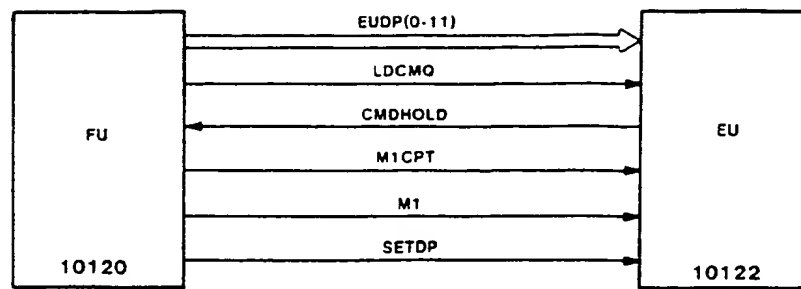 EUDP(0-11)
LDCMQ
CMDHOLD
FU
EU
M1CPT
M1
SETDP
10120
10122